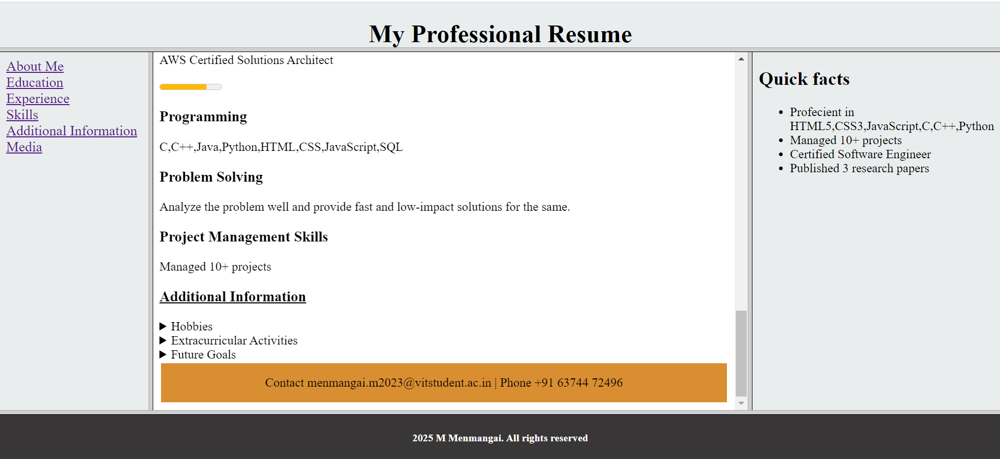 My Professional Resume
About Me
Education
Experience
Skills
Additional Information
Media
AWS Certified Solutions Architect
Programming
C,C++,Java,Python,HTML,CSS,JavaScript,SQL
Problem Solving
Analyze the problem well and provide fast and low-impact solutions for the same.
Project Management Skills
Managed 10+ projects
Additional Information
Hobbies
Extracurricular Activities
Future Goals
Contact menmangai.m2023@vitstudent.ac.in | Phone +91 63744 72496
Quick facts
Profecient in
HTML5,CSS3,JavaScript,C,C++,Python
Managed 10+ projects
Certified Software Engineer
Published 3 research papers
2025 M Menmangai. All rights reserved